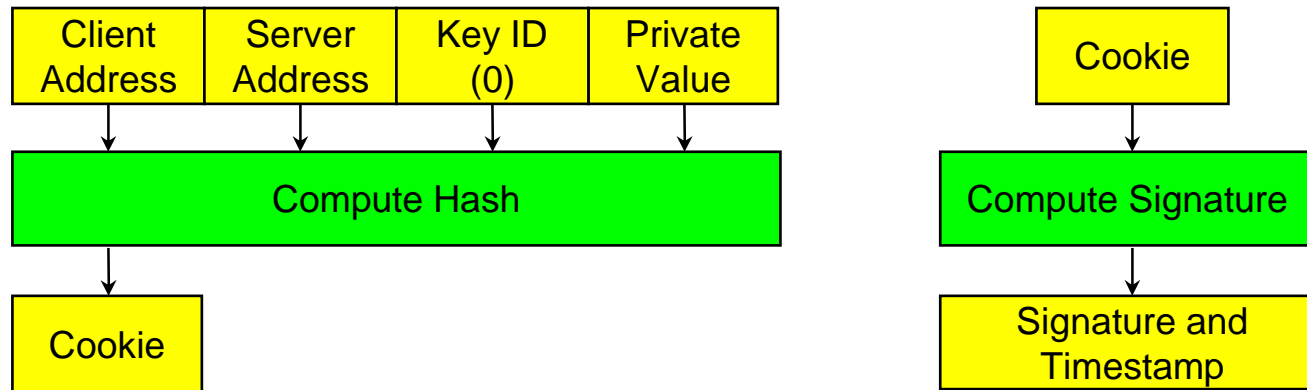 Client
Address
Server
Address
Key ID
(0)
Private
Value
Compute Hash
Cookie
Cookie
Compute Signature
Signature and
Timestamp